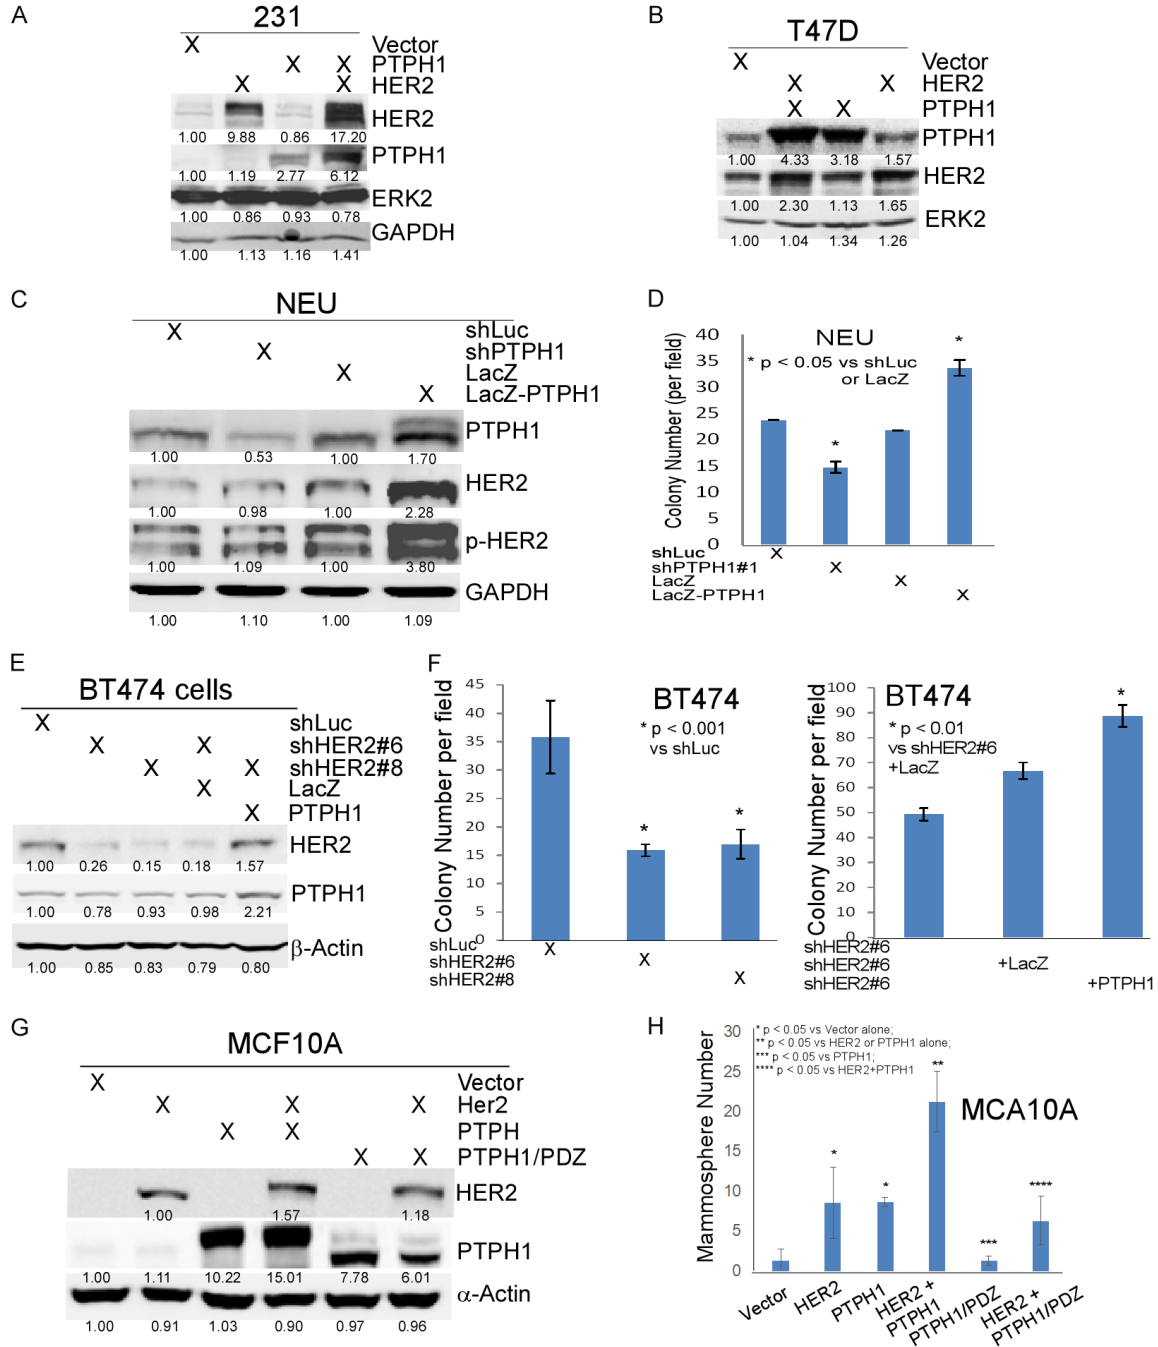 A
231
X
Vector
X X PTPH1
X X HER2
HER2
1.00 9.88 0.86 17.20
PTPH1
1.00 1.19 2.77 6.12
ERK2
1.00 0.86 0.93 0.78
GAPDH
1.00 1.13 1.16 1.41
B
T47D
X Vector
X X HER2
X X PTPH1
PTPH1
1.00 4.33 3.18 1.57
HER2
1.00 2.30 1.13 1.65
ERK2
1.00 1.04 1.34 1.26
C
NEU
X shLuc
X shPTPH1
X LacZ
X LacZ-PTPH1
PTPH1
1.00 0.53 1.00 1.70
HER2
1.00 0.98 1.00 2.28
p-HER2
1.00 1.09 1.00 3.80
GAPDH
1.00 1.10 1.00 1.09
D
NEU
* p < 0.05 vs shLuc
or LacZ
Colony Number (per field)
40
35
30
25
20
15
10
5
0
*
*
shLuc X
shPTPH1#1 X
LacZ X
LacZ-PTPH1 X
E
BT474 cells
X shLuc
X X shHER2#6
X X shHER2#8
X LacZ
X PTPH1
HER2
1.00 0.26 0.15 0.18 1.57
PTPH1
1.00 0.78 0.93 0.98 2.21
β-Actin
1.00 0.85 0.83 0.79 0.80
F
BT474
* p < 0.001
vs shLuc
Colony Number per field
45
40
35
30
25
20
15
10
5
0
*
*
shLuc X
shHER2#6 X
shHER2#8 X
BT474
* p < 0.01
vs shHER2#6
+LacZ
Colony Number per field
100
90
80
70
60
50
40
30
20
10
0
*
shHER2#6
shHER2#6 +LacZ
shHER2#6 +PTPH1
G
MCF10A
X Vector
X X X Her2
X X PTPH
X X PTPH1/PDZ
HER2
1.00 1.57 1.18
PTPH1
1.00 1.11 10.22 15.01 7.78 6.01
α-Actin
1.00 0.91 1.03 0.90 0.97 0.96
H
* p < 0.05 vs Vector alone;
** p < 0.05 vs HER2 or PTPH1 alone;
*** p < 0.05 vs PTPH1;
**** p < 0.05 vs HER2+PTPH1
MCA10A
Mammosphere Number
30
25
20
15
10
5
0
*
*
**
***
****
Vector
HER2
PTPH1
HER2 +
PTPH1
PTPH1/PDZ
HER2 +
PTPH1/PDZ